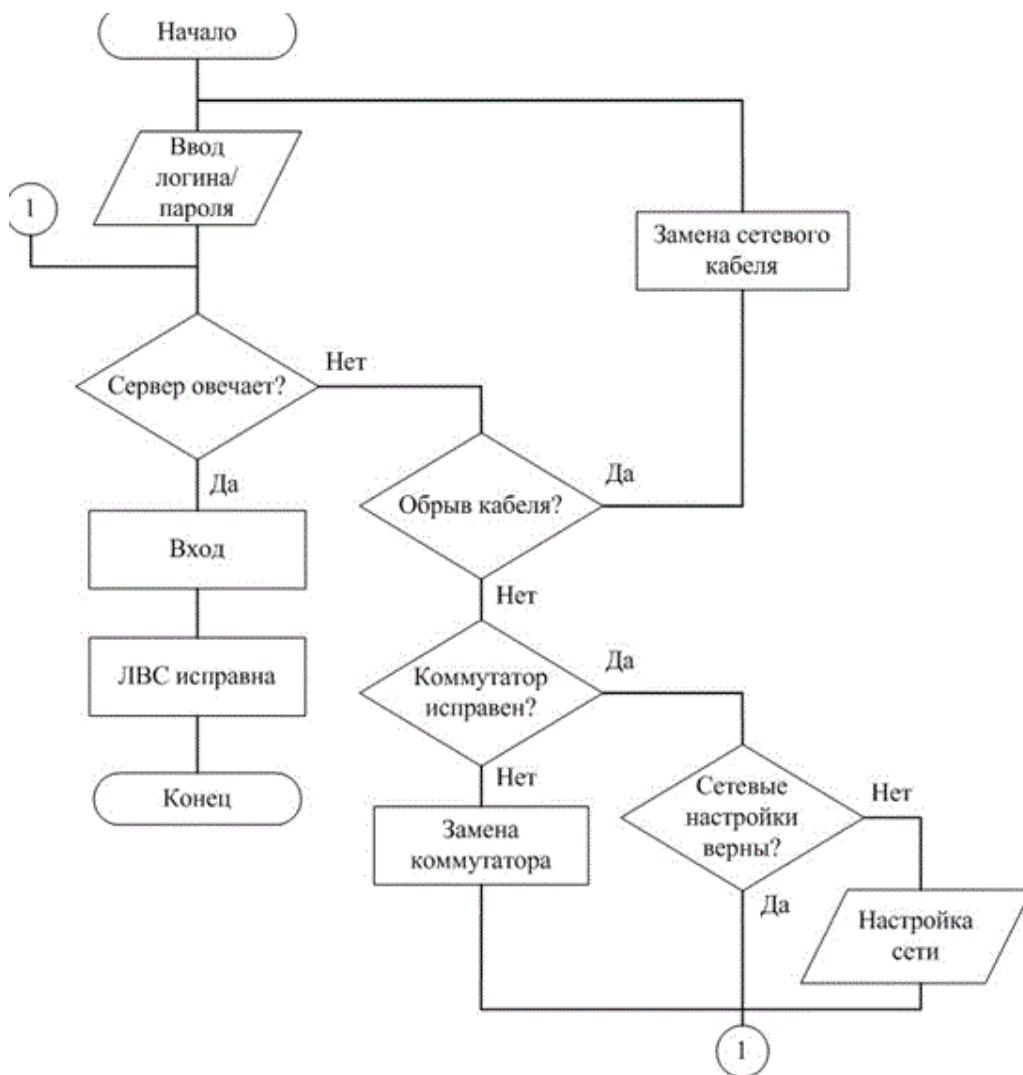 Начало
Ввод
логина/
пароля
1
Замена сетевого
кабеля
Сервер овечает?
Нет
Да
Обрыв кабеля?
Да
Вход
Нет
ЛВС исправна
Коммутатор
исправен?
Да
Конец
Нет
Сетевые
настройки
верны?
Нет
Замена
коммутатора
Да
Настройка
сети
1